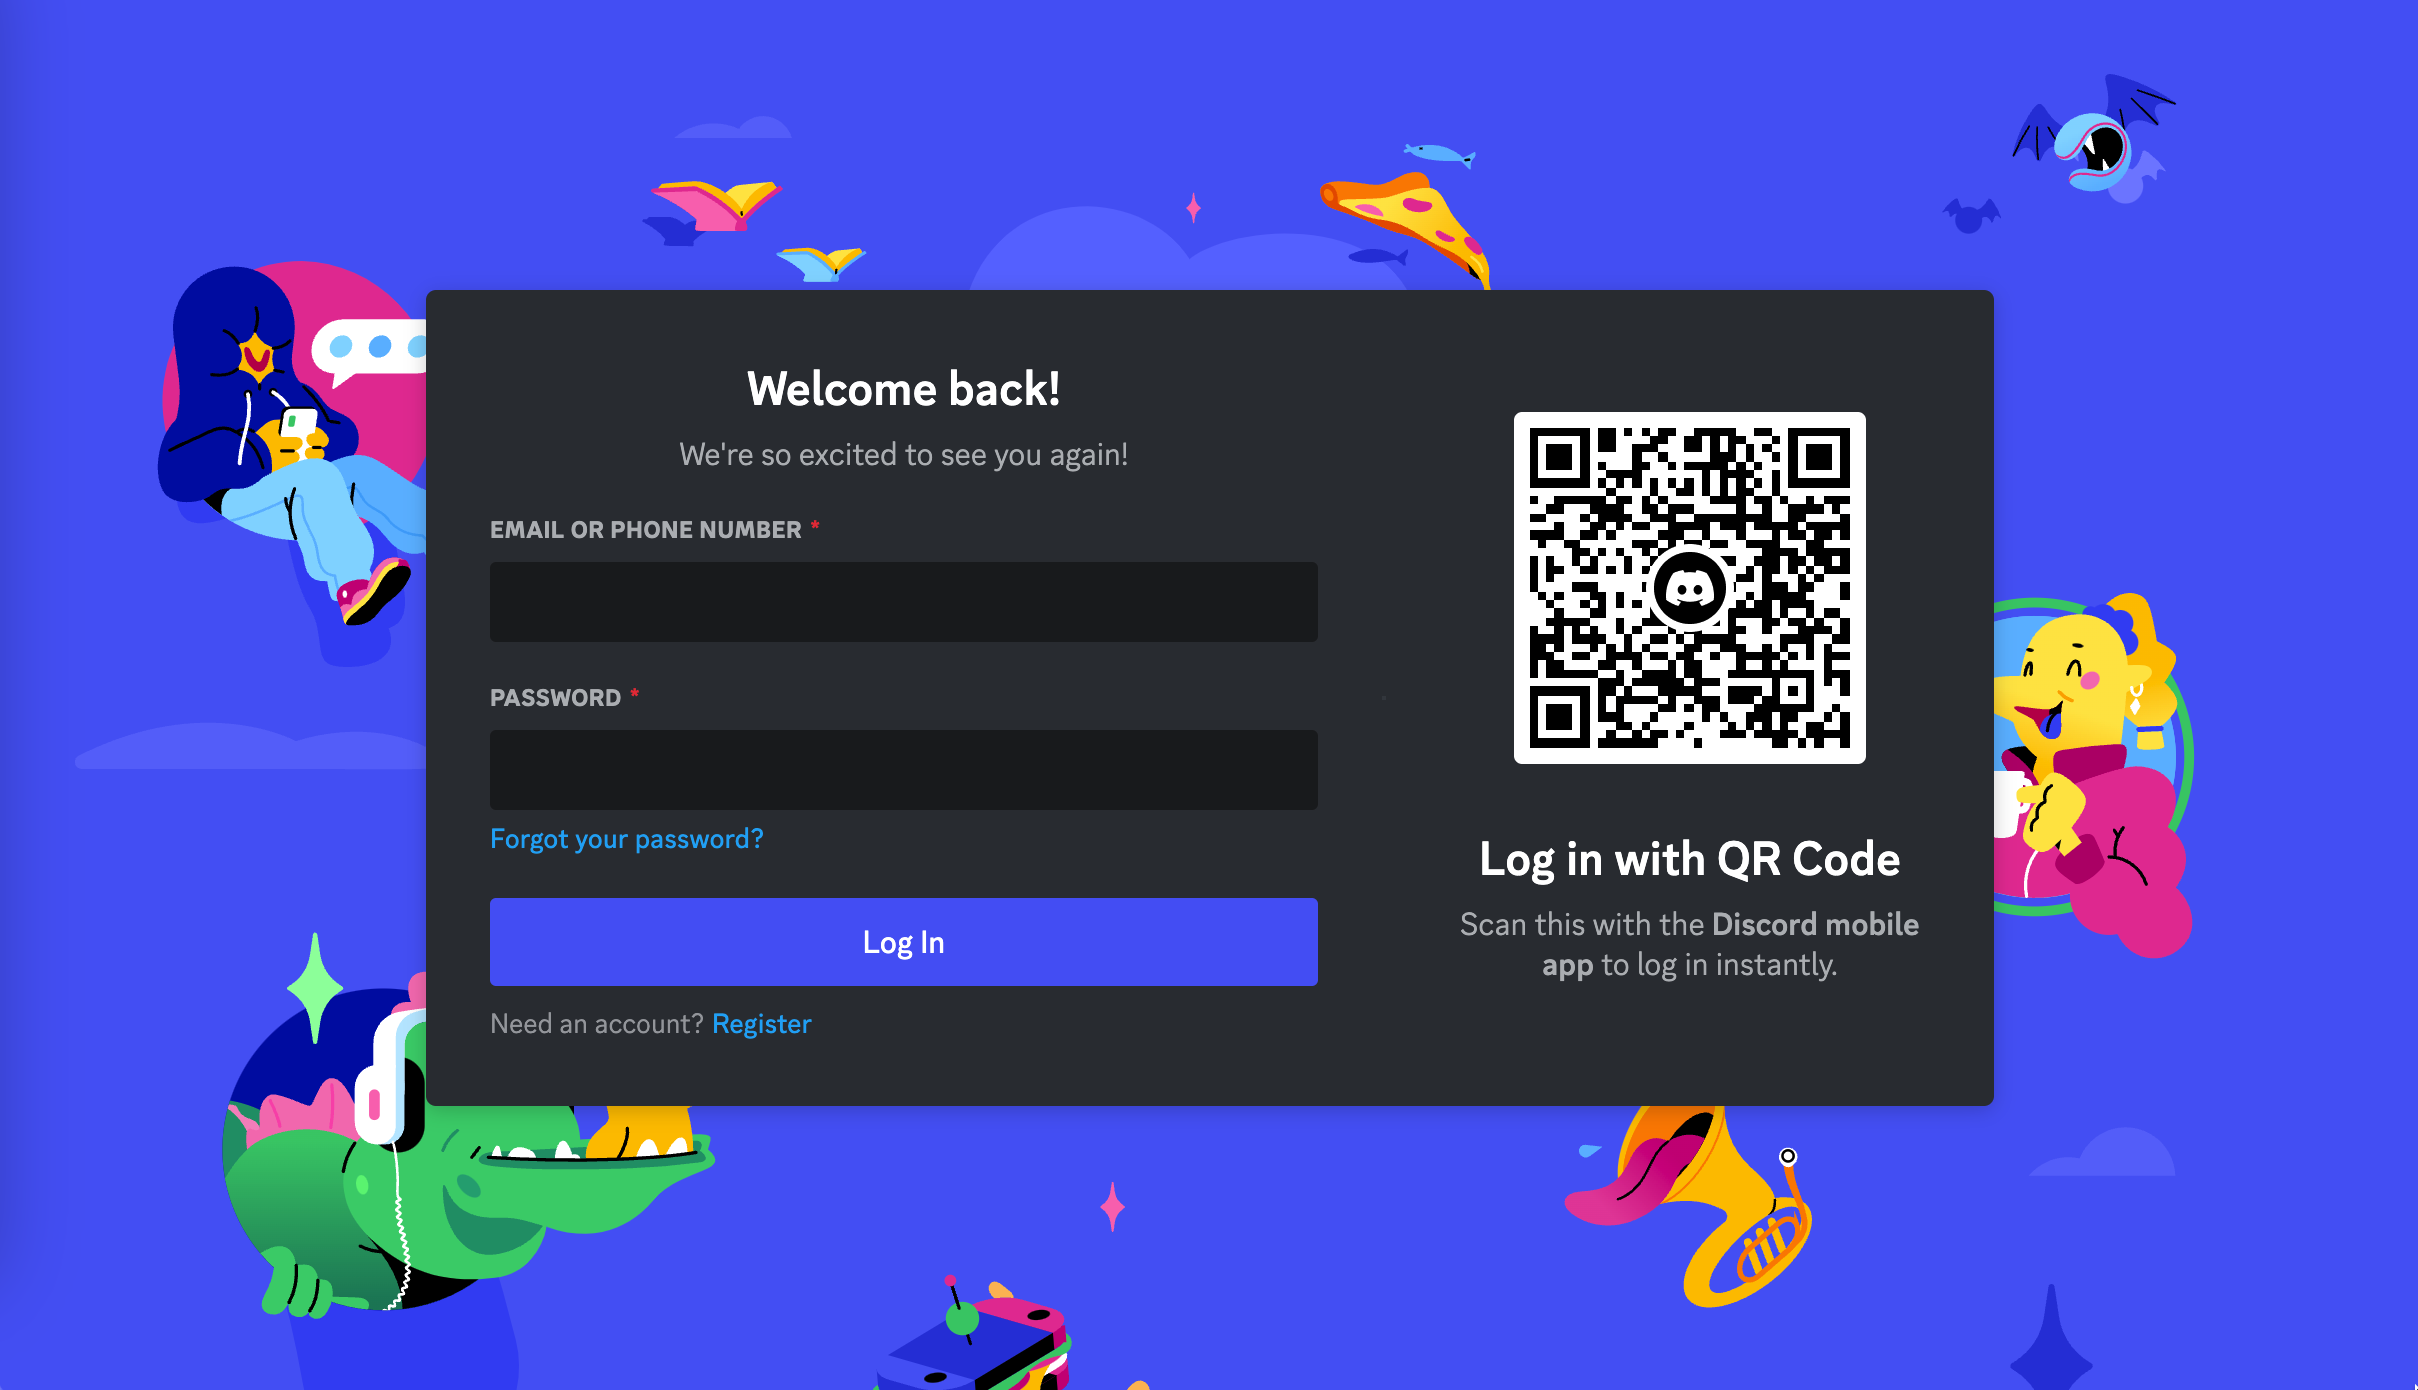 Welcome back!
We're so excited to see you again!
EMAIL OR PHONE NUMBER *
PASSWORD *
Forgot your password?
Log In
Need an account? Register
Log in with QR Code
Scan this with the Discord mobile
app to log in instantly.